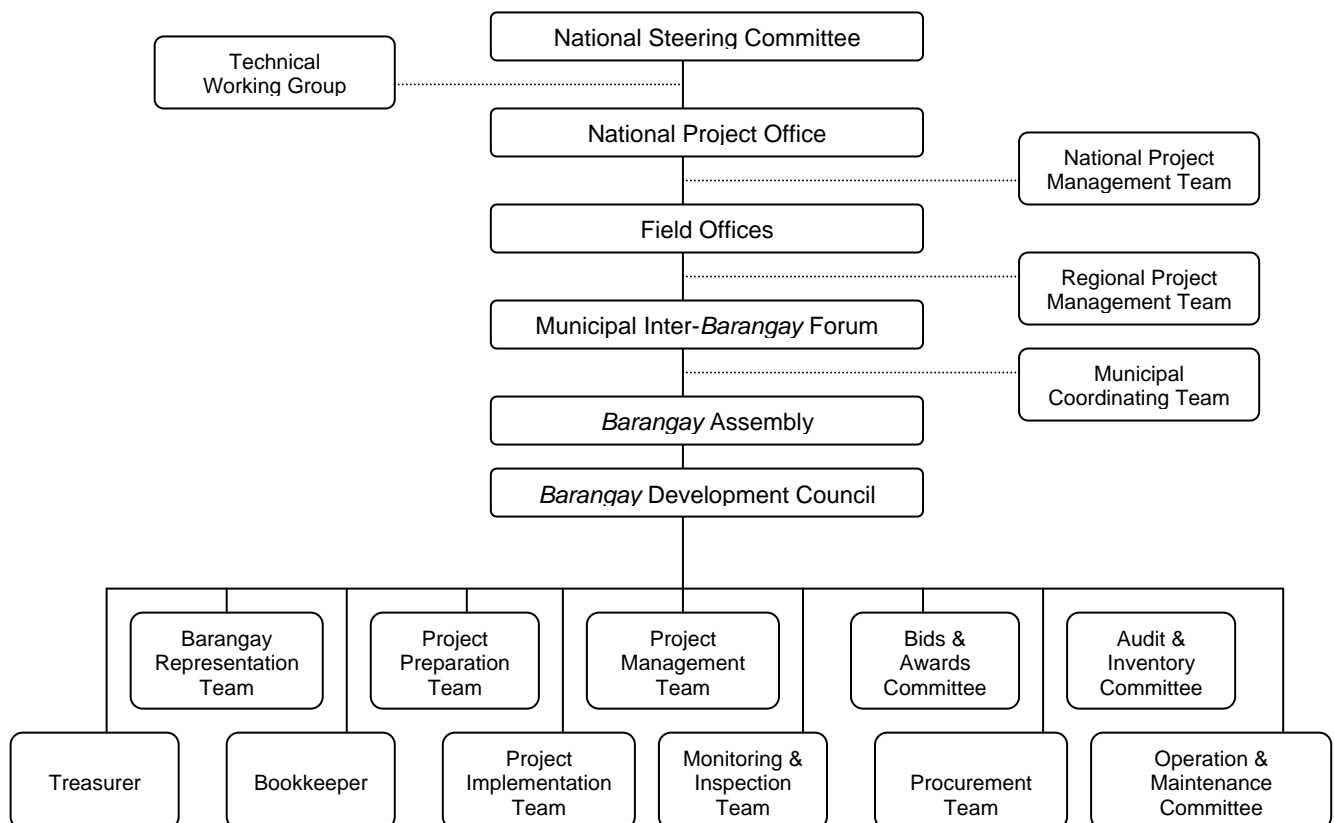 National Steering Committee
Technical
Working Group
National Project Office
National Project
Management Team
Field Offices
Regional Project
Management Team
Municipal Inter-Barangay Forum
Municipal
Coordinating Team
Barangay Assembly
Barangay Development Council
Barangay
Representation
Team
Project
Preparation
Team
Project
Management
Team
Bids &
Awards
Committee
Audit &
Inventory
Committee
Treasurer
Bookkeeper
Project
Implementation
Team
Monitoring &
Inspection
Team
Procurement
Team
Operation &
Maintenance
Committee